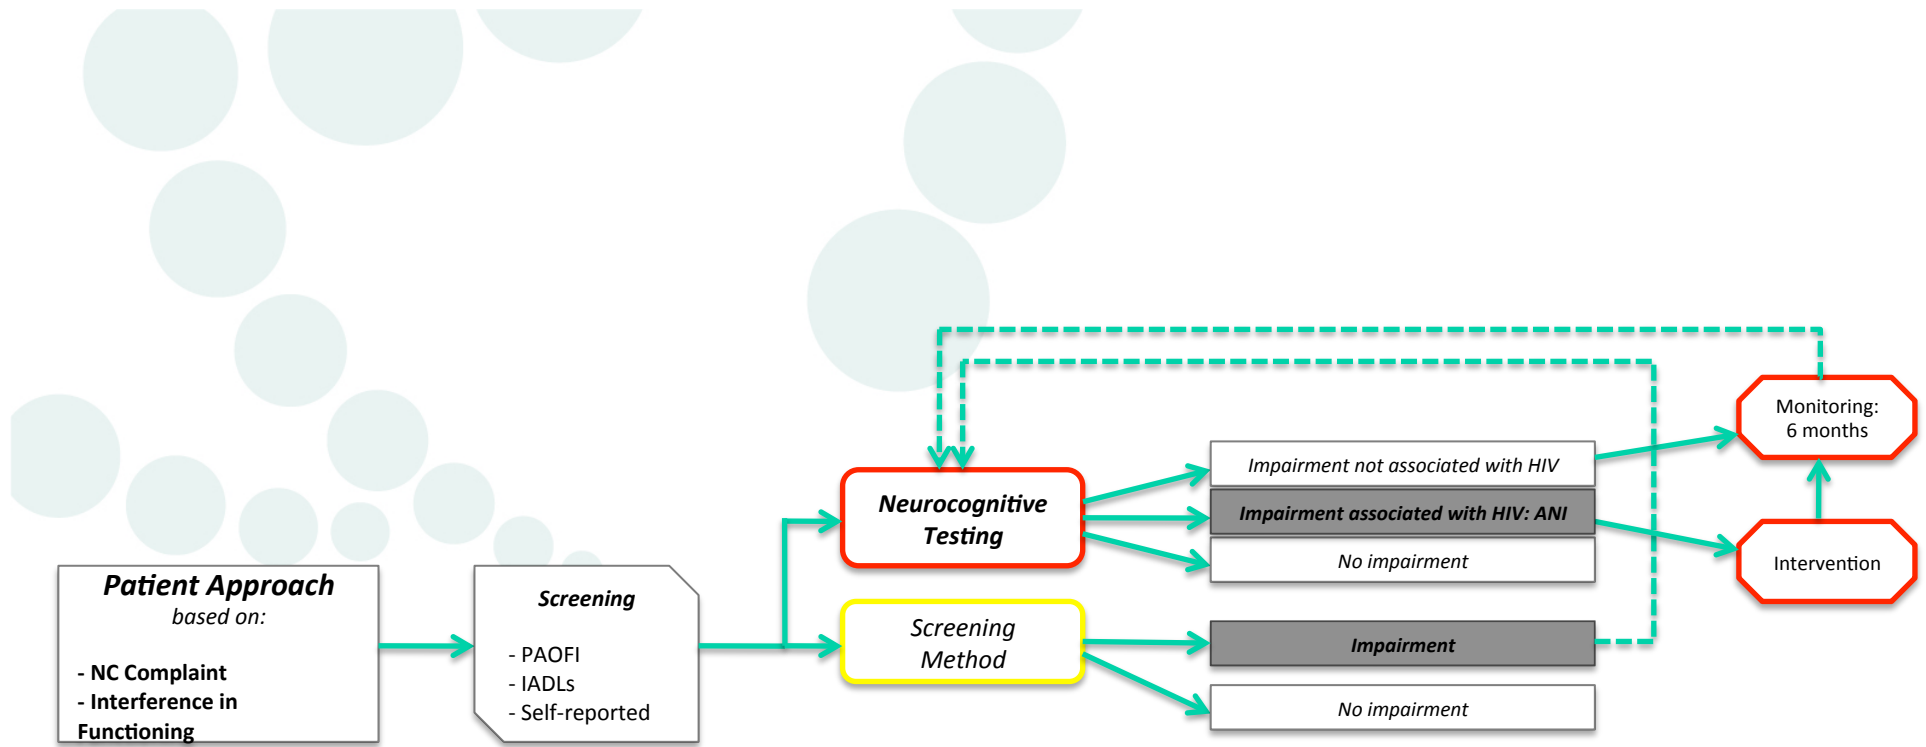 Patient Approach
based on:
- NC Complaint
- Interference in
Functioning
Screening
- PAOFI
- IADLs
- Self-reported
Neurocognitive
Testing
Screening
Method
Impairment not associated with HIV
Impairment associated with HIV: ANI
No impairment
Impairment
No impairment
Monitoring:
6 months
Intervention